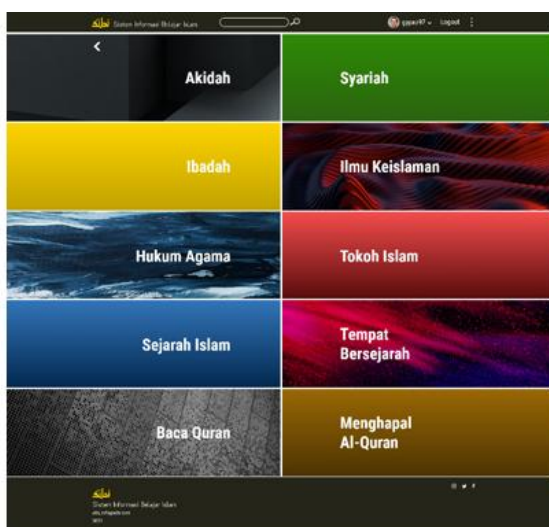 Sistem Informasi Belajar Islam
Logout
Akidah
Syariah
Ibadah
Ilmu Keislaman
Hukum Agama
Tokoh Islam
Sejarah Islam
Tempat
Bersejarah
Baca Quran
Menghapal
Al-Quran
Sistem Informasi Belajar Islam